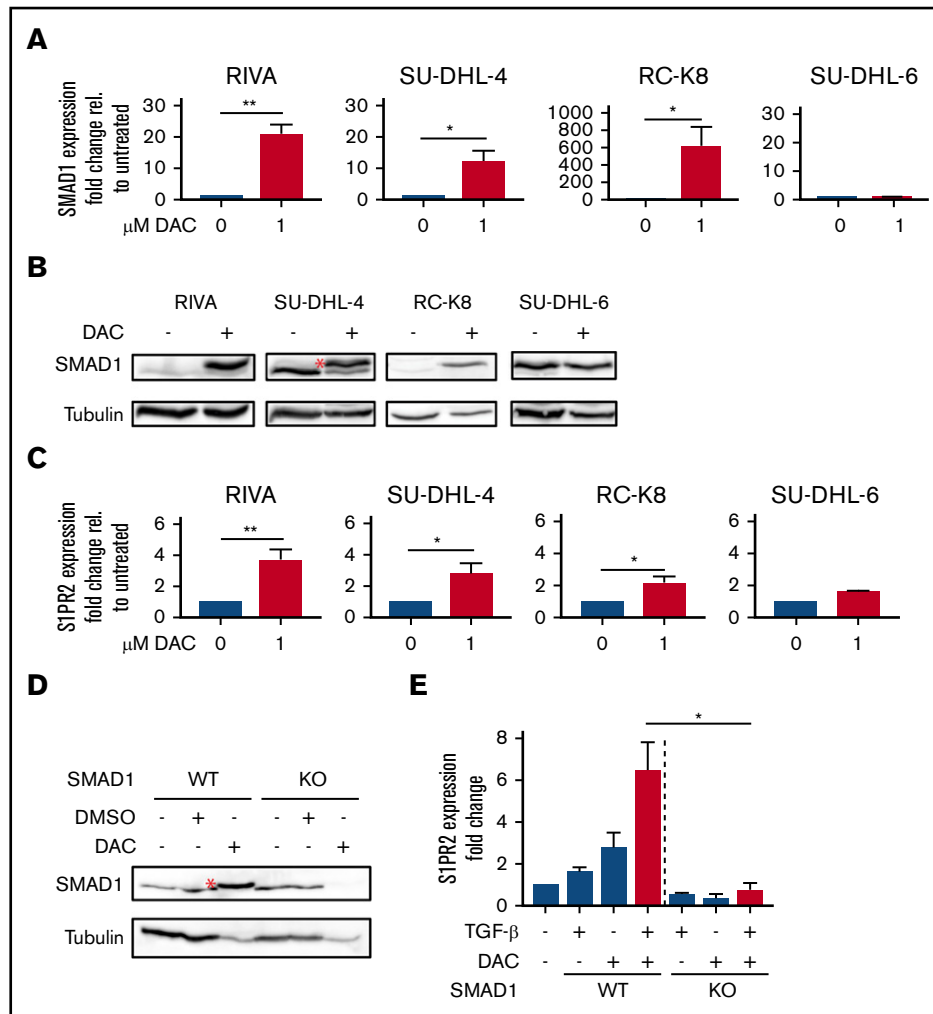 A
RIVA SU-DHL-4 RC-K8 SU-DHL-6
SMAD1 expression
fold change rel.
to untreated
30 20 10 0 ** 30 20 10 0 * 1000 800 600 400 200 0 * 30 20 10 0
μM DAC 0 1 0 1 0 1 0 1
B
RIVA SU-DHL-4 RC-K8 SU-DHL-6
DAC - + - + - + - +
SMAD1 *
Tubulin
C
RIVA SU-DHL-4 RC-K8 SU-DHL-6
S1PR2 expression
fold change rel.
to untreated
6 4 2 0 ** 6 4 2 0 * 6 4 2 0 * 6 4 2 0
μM DAC 0 1 0 1 0 1 0 1
D
SMAD1 WT KO
DMSO - + - - + -
DAC - - + - - +
SMAD1 *
Tubulin
E
S1PR2 expression
fold change
8 6 4 2 0 *
TGF-β - + - + + - +
DAC - - + + - + +
SMAD1 WT KO